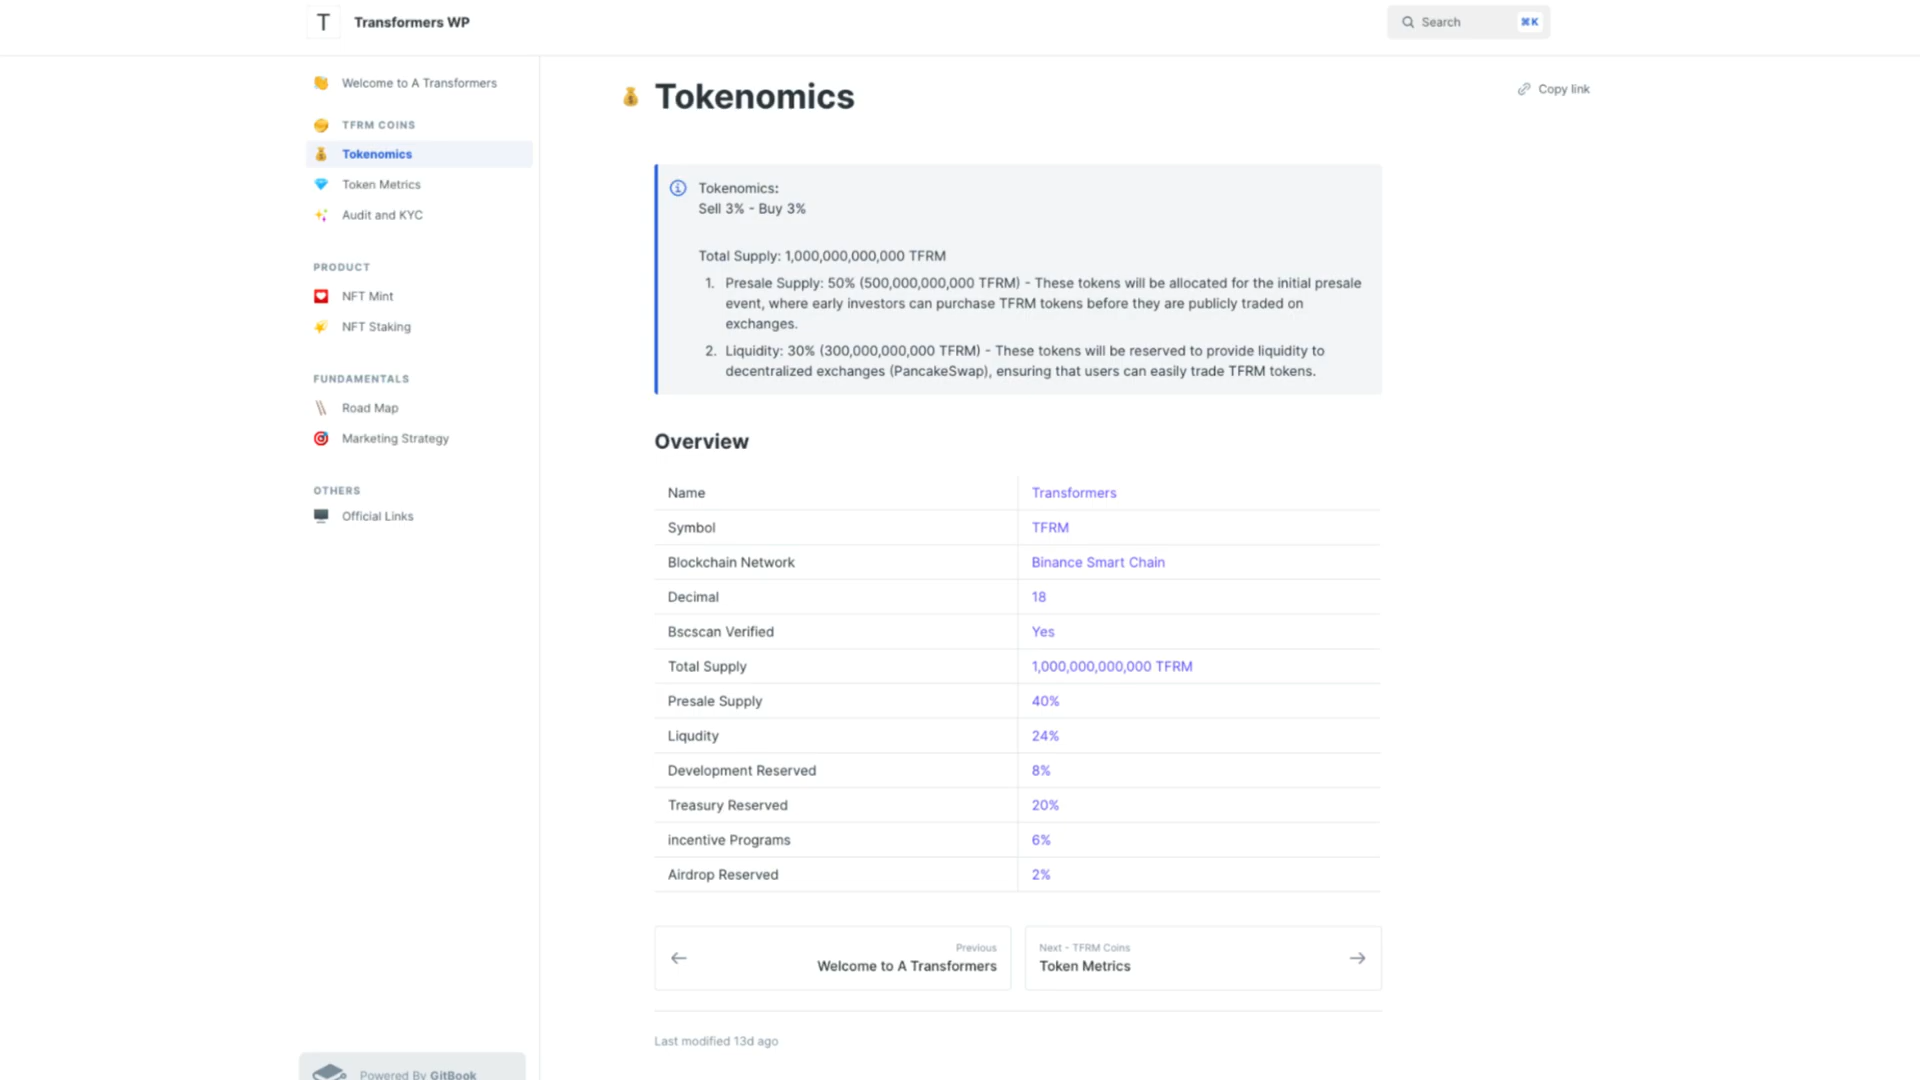 T Transformers WP
Search ⌘K
Welcome to A Transformers
TFRM COINS
Tokenomics
Token Metrics
Audit and KYC
PRODUCT
NFT Mint
NFT Staking
FUNDAMENTALS
Road Map
Marketing Strategy
OTHERS
Official Links
Powered By GitBook
Tokenomics
Copy link
Tokenomics:
Sell 3% - Buy 3%
Total Supply: 1,000,000,000,000 TFRM
1. Presale Supply: 50% (500,000,000,000 TFRM) - These tokens will be allocated for the initial presale
event, where early investors can purchase TFRM tokens before they are publicly traded on
exchanges.
2. Liquidity: 30% (300,000,000,000 TFRM) - These tokens will be reserved to provide liquidity to
decentralized exchanges (PancakeSwap), ensuring that users can easily trade TFRM tokens.
Overview
Name Transformers
Symbol TFRM
Blockchain Network Binance Smart Chain
Decimal 18
Bscscan Verified Yes
Total Supply 1,000,000,000,000 TFRM
Presale Supply 40%
Liqudity 24%
Development Reserved 8%
Treasury Reserved 20%
incentive Programs 6%
Airdrop Reserved 2%
Previous
Welcome to A Transformers
Next - TFRM Coins
Token Metrics
Last modified 13d ago